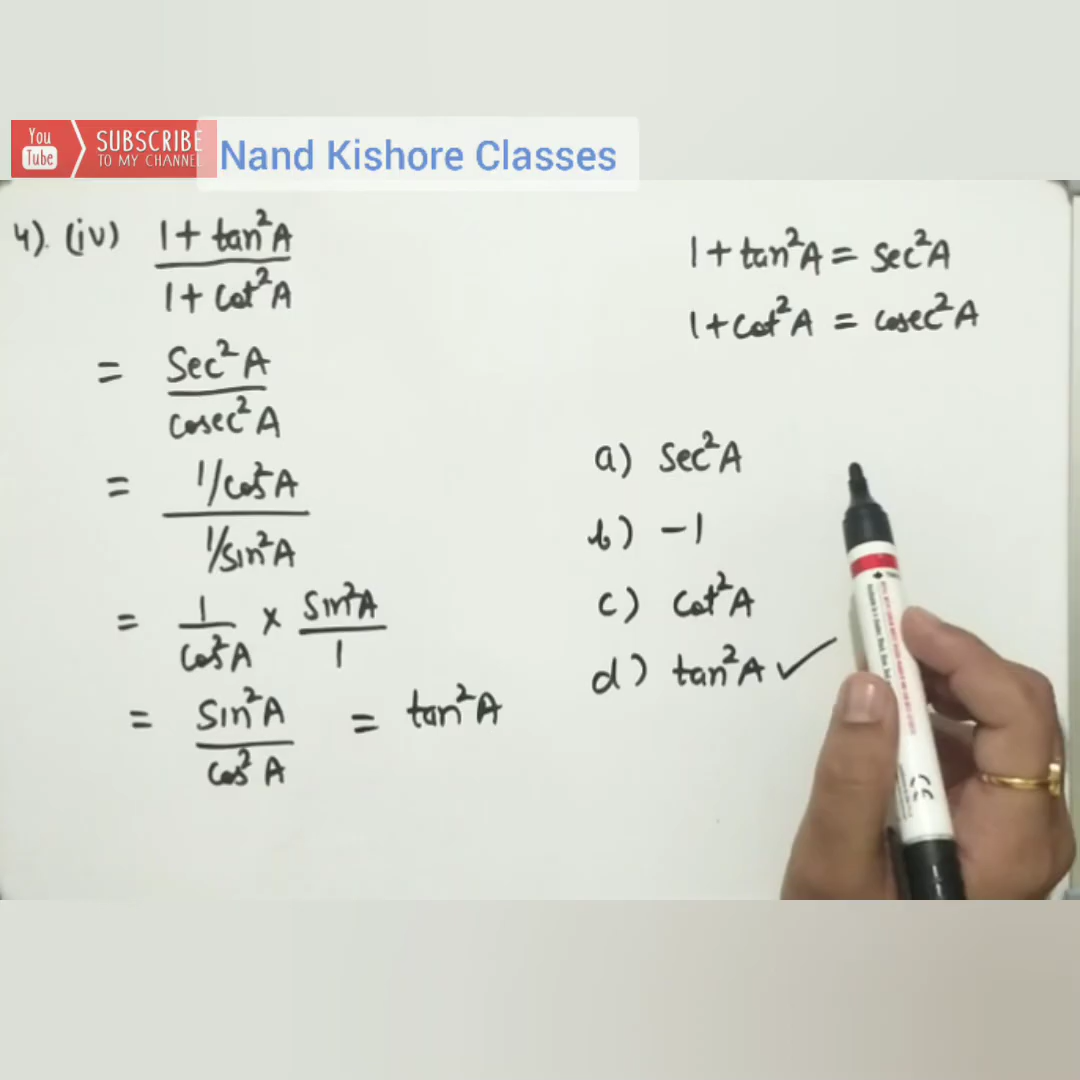 You
Tube
SUBSCRIBE
TO MY CHANNEL
Nand Kishore Classes
4). (iv) 1 + tan²A / 1 + cot²A
= Sec²A / cosec²A
= 1/cos²A / 1/sin²A
= 1/cos²A × sin²A/1
= sin²A / cos²A = tan²A
1 + tan²A = sec²A
1 + cot²A = cosec²A
a) sec²A
b) -1
c) cot²A
d) tan²A ✓
CE